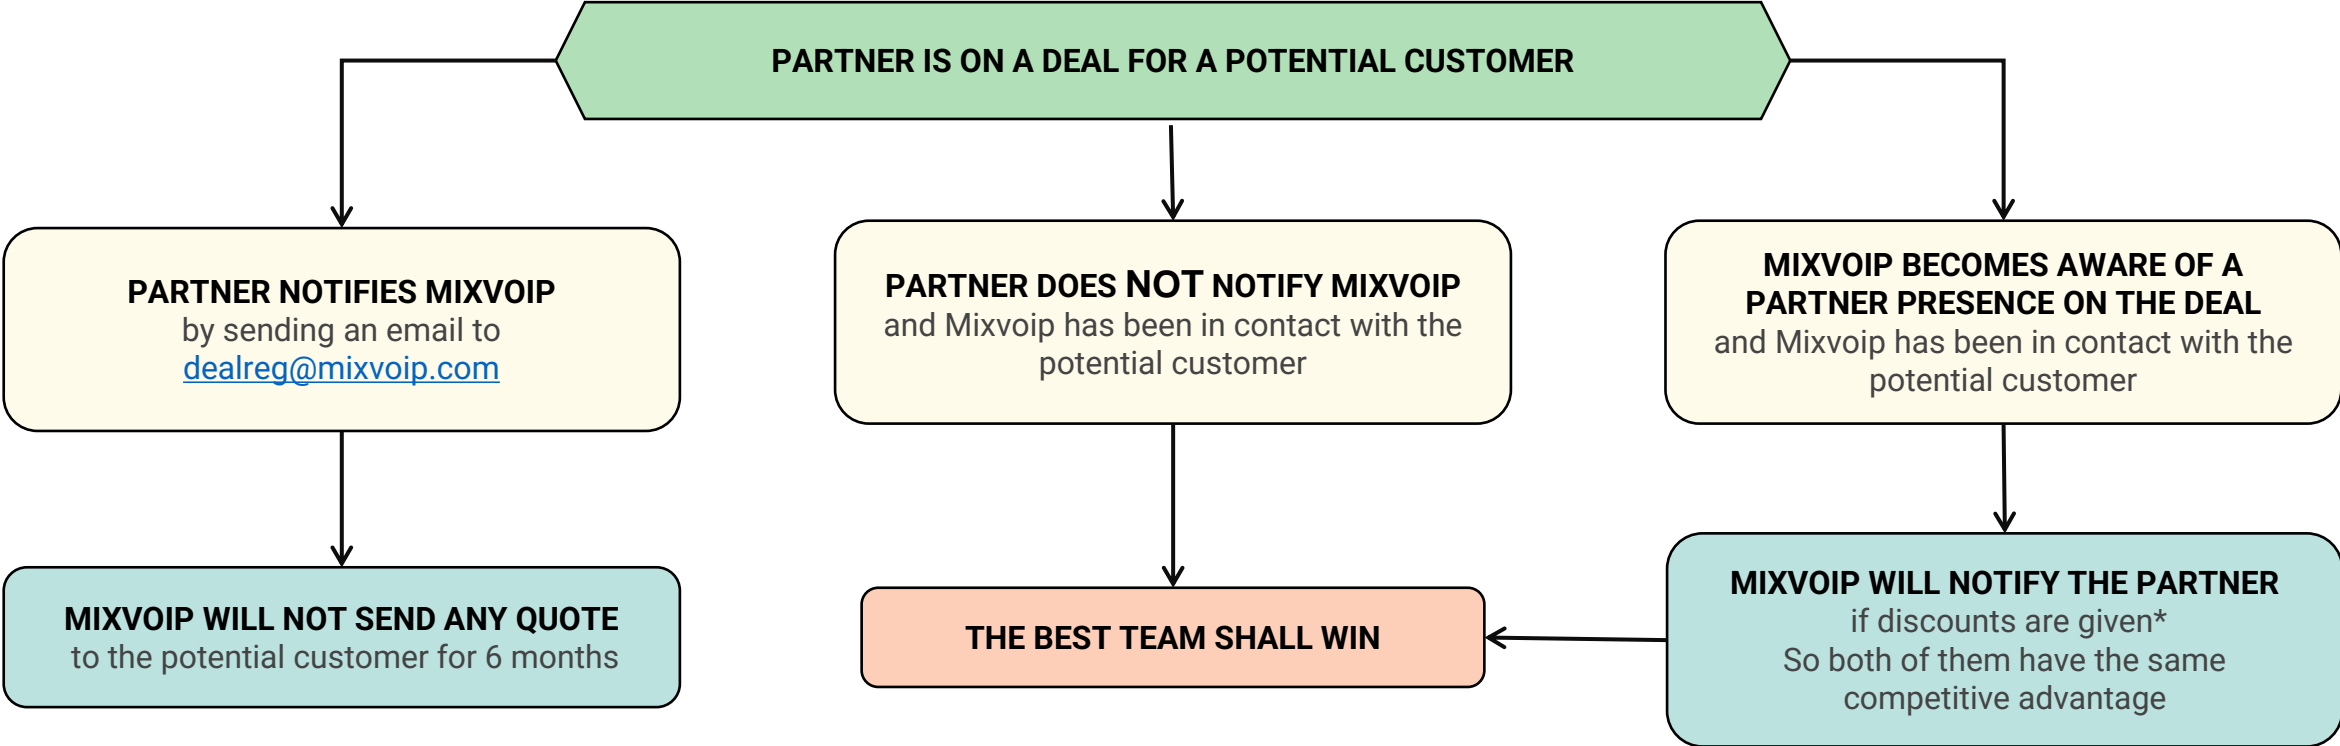 PARTNER IS ON A DEAL FOR A POTENTIAL CUSTOMER
PARTNER NOTIFIES MIXVOIP
by sending an email to
dealreg@mixvoip.com
PARTNER DOES NOT NOTIFY MIXVOIP
and Mixvoip has been in contact with the
potential customer
MIXVOIP BECOMES AWARE OF A
PARTNER PRESENCE ON THE DEAL
and Mixvoip has been in contact with the
potential customer
MIXVOIP WILL NOT SEND ANY QUOTE
to the potential customer for 6 months
THE BEST TEAM SHALL WIN
MIXVOIP WILL NOTIFY THE PARTNER
if discounts are given*
So both of them have the same
competitive advantage